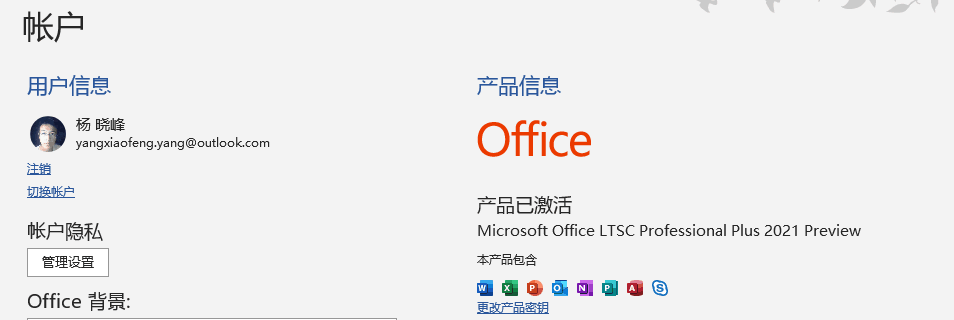 帐户
用户信息
杨 晓峰
yangxiaofeng.yang@outlook.com
注销
切换帐户
帐户隐私
管理设置
Office 背景:
产品信息
Office
产品已激活
Microsoft Office LTSC Professional Plus 2021 Preview
本产品包含
W X P O N P A S
更改产品密钥